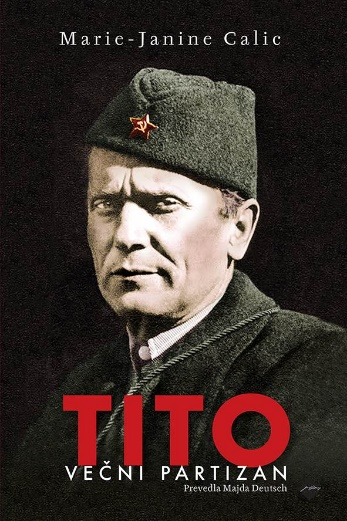 Marie-Janine Calic
TITO
VEČNI PARTIZAN
Prevedla Majda Deutsch